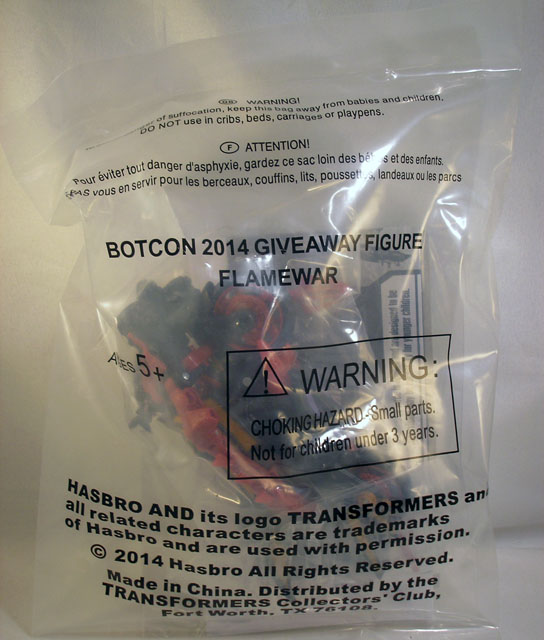 GB WARNING!
of suffocation, keep this bag away from babies and children.
DO NOT use in cribs, beds, carriages or playpens.
F ATTENTION!
Pour éviter tout danger d'asphyxie, gardez ce sac loin des et des enfants.
PAS vous en servir pour les berceaux, couffins, lits, poussettes, landeaux ou les parcs
BOTCON 2014 GIVEAWAY FIGURE
FLAMEWAR
AGES 5+
WARNING:
CHOKING HAZARD-Small parts.
Not for children under 3 years.
HASBRO AND its logo TRANSFORMERS and
all related characters are trademarks
of Hasbro and are used with permission.
© 2014 Hasbro All Rights Reserved.
Made in China. Distributed by the
TRANSFORMERS Collectors' Club,
Fort Worth, TX 76108.